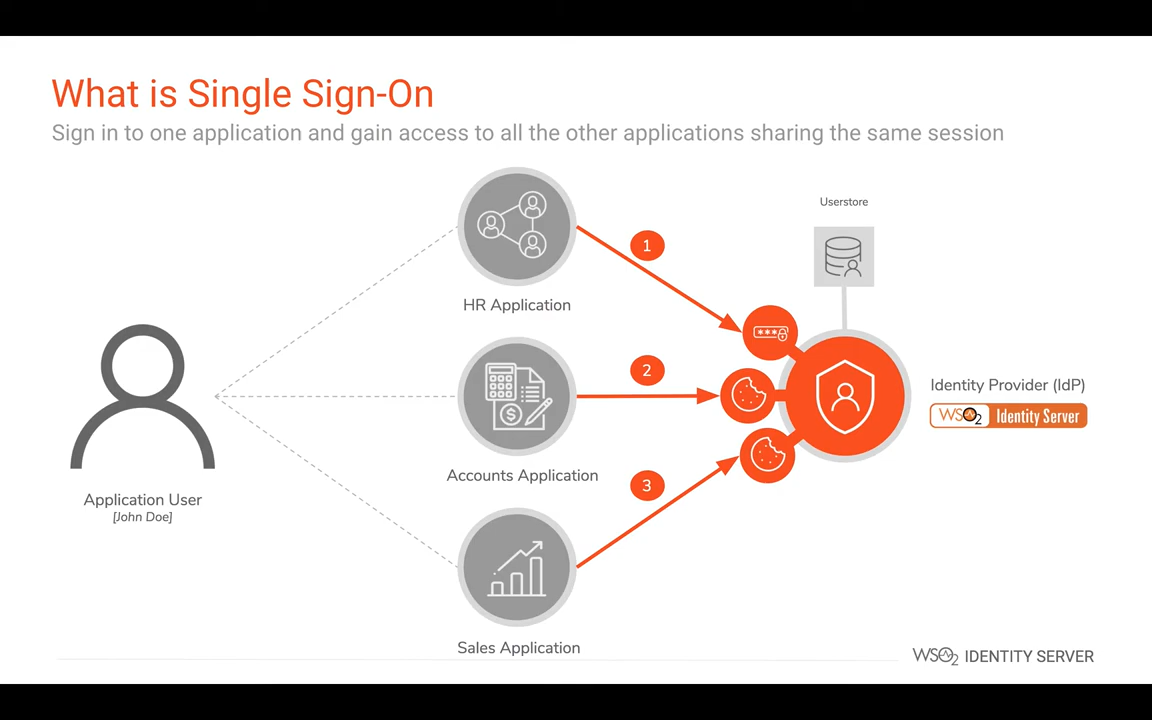 What is Single Sign-On
Sign in to one application and gain access to all the other applications sharing the same session
Userstore
1
HR Application
***
2
Identity Provider (IdP)
WSO2 Identity Server
Accounts Application
3
Application User
[John Doe]
Sales Application
WSO2 IDENTITY SERVER